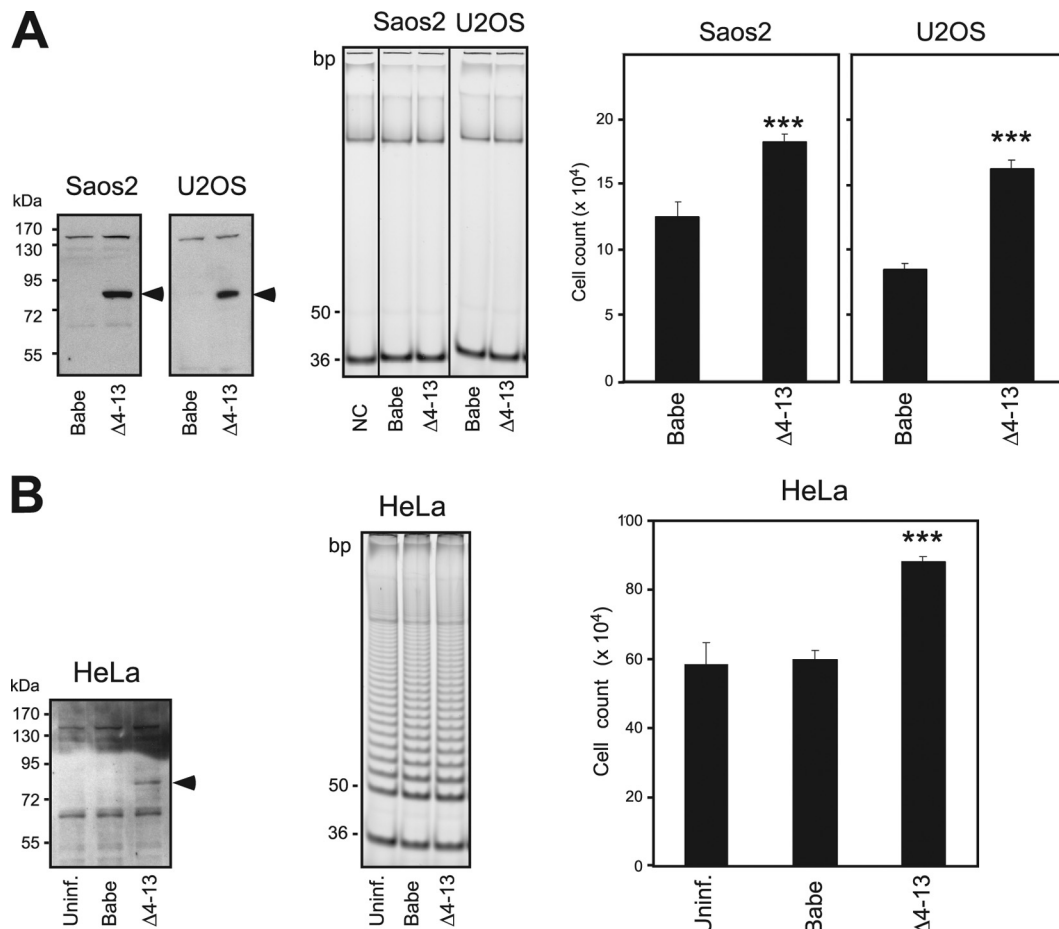 A
Saos2 U2OS
kDa
170
130
95
72
55
Babe
Δ4-13
Babe
Δ4-13
Saos2 U2OS
bp
50
36
NC
Babe
Δ4-13
Babe
Δ4-13
Saos2 U2OS
Cell count (x 10⁴)
20
15
10
5
0
***
***
Babe
Δ4-13
Babe
Δ4-13
B
HeLa
kDa
170
130
95
72
55
Uninf.
Babe
Δ4-13
HeLa
bp
50
36
Uninf.
Babe
Δ4-13
HeLa
Cell count (x 10⁴)
100
80
60
40
20
0
***
Uninf.
Babe
Δ4-13